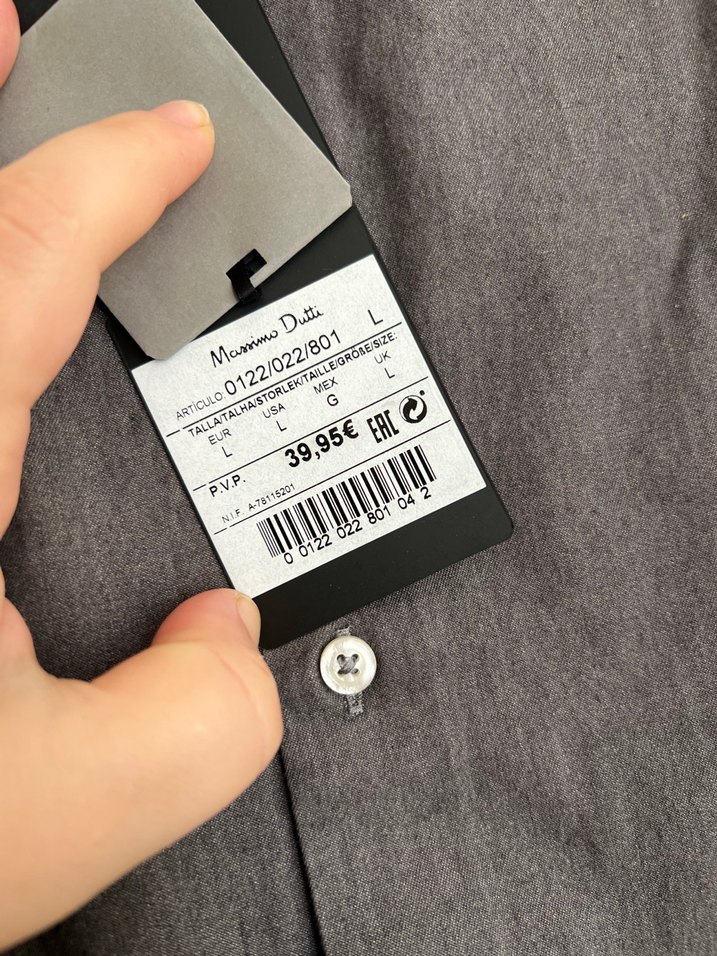 Massimo Dutti
ARTÍCULO 0122/022/801 L
TALLA/TALHA/STORLEK/TAILLE/GRÖßE/SIZE:
EUR USA MEX UK
L L G L
P.V.P. 39,95€ EAC
N.I.F. A-78115201
0 0122 022 801 04 2